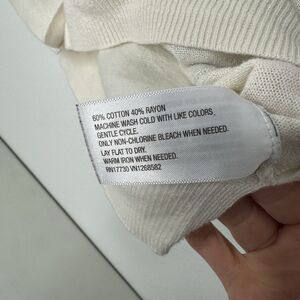 60% COTTON 40% RAYON
MACHINE WASH COLD WITH LIKE COLORS,
GENTLE CYCLE.
ONLY NON-CHLORINE BLEACH WHEN NEEDED.
LAY FLAT TO DRY.
WARM IRON WHEN NEEDED.
RN17730 VN1268582